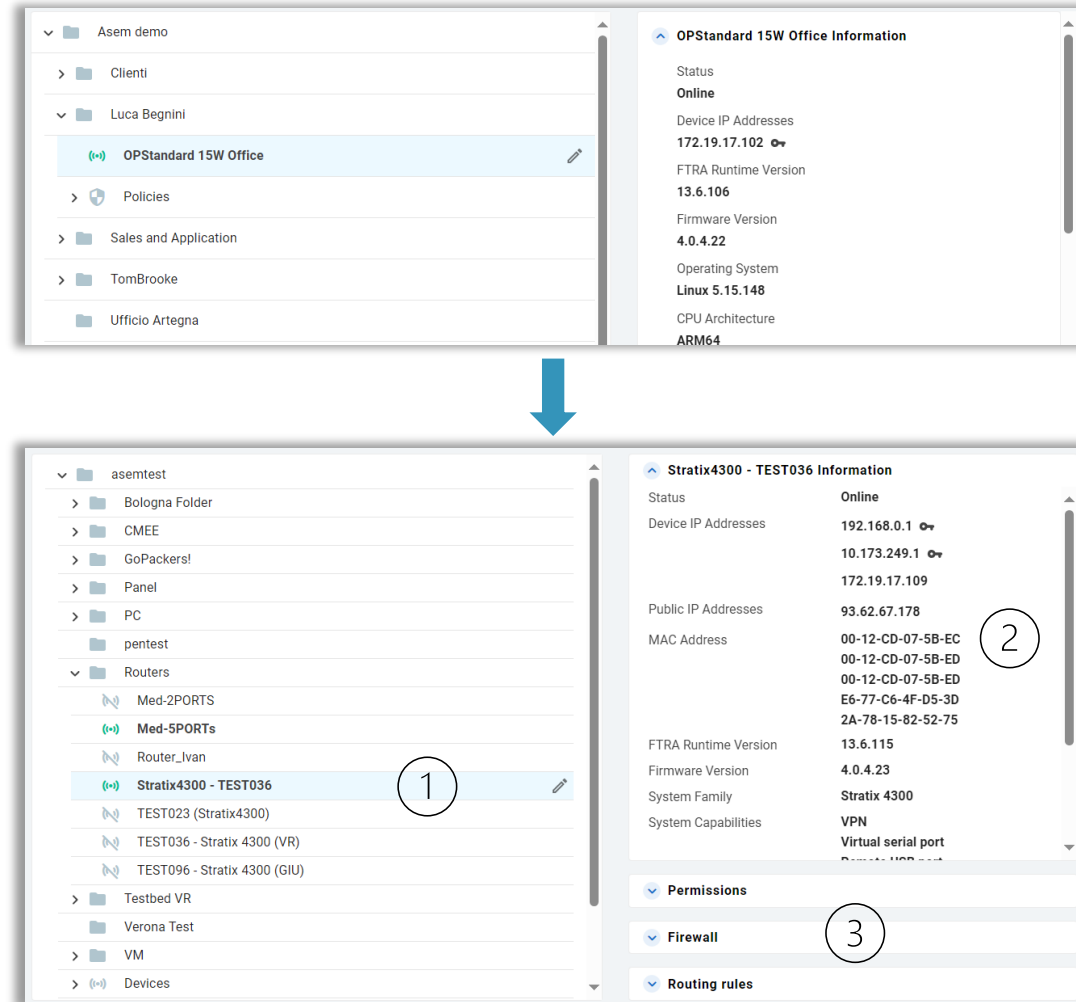 Asem demo
Clienti
Luca Begnini
OPStandard 15W Office
Policies
Sales and Application
TomBrooke
Ufficio Artegna
OPStandard 15W Office Information
Status
Online
Device IP Addresses
172.19.17.102
FTRA Runtime Version
13.6.106
Firmware Version
4.0.4.22
Operating System
Linux 5.15.148
CPU Architecture
ARM64
asemtest
Bologna Folder
CMEE
GoPackers!
Panel
PC
pentest
Routers
Med-2PORTS
Med-5PORTs
Router_Ivan
Stratix4300 - TEST036
1
TEST023 (Stratix4300)
TEST036 - Stratix 4300 (VR)
TEST096 - Stratix 4300 (GIU)
Testbed VR
Verona Test
VM
Devices
Stratix4300 - TEST036 Information
Status Online
Device IP Addresses 192.168.0.1
10.173.249.1
172.19.17.109
Public IP Addresses 93.62.67.178
MAC Address 00-12-CD-07-5B-EC
00-12-CD-07-5B-ED
00-12-CD-07-5B-ED
E6-77-C6-4F-D5-3D
2A-78-15-82-52-75
2
FTRA Runtime Version 13.6.115
Firmware Version 4.0.4.23
System Family Stratix 4300
System Capabilities VPN
Virtual serial port
Remote USB port
Permissions
Firewall
3
Routing rules